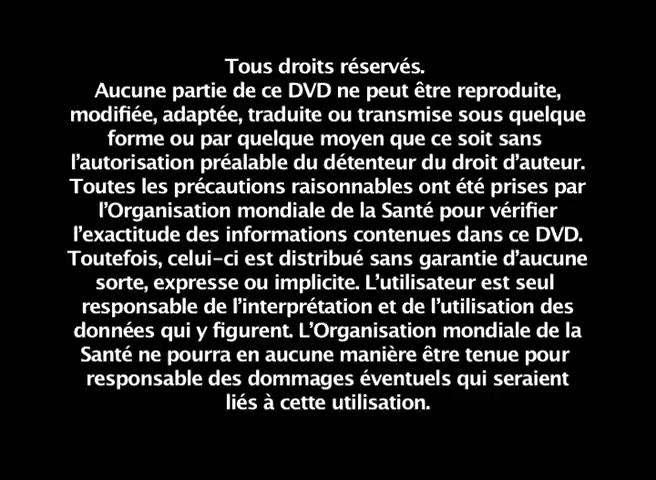 Tous droits réservés.
Aucune partie de ce DVD ne peut être reproduite,
modifiée, adaptée, traduite ou transmise sous quelque
forme ou par quelque moyen que ce soit sans
l’autorisation préalable du détenteur du droit d’auteur.
Toutes les précautions raisonnables ont été prises par
l’Organisation mondiale de la Santé pour vérifier
l’exactitude des informations contenues dans ce DVD.
Toutefois, celui-ci est distribué sans garantie d’aucune
sorte, expresse ou implicite. L’utilisateur est seul
responsable de l’interprétation et de l’utilisation des
données qui y figurent. L’Organisation mondiale de la
Santé ne pourra en aucune manière être tenue pour
responsable des dommages éventuels qui seraient
liés à cette utilisation.